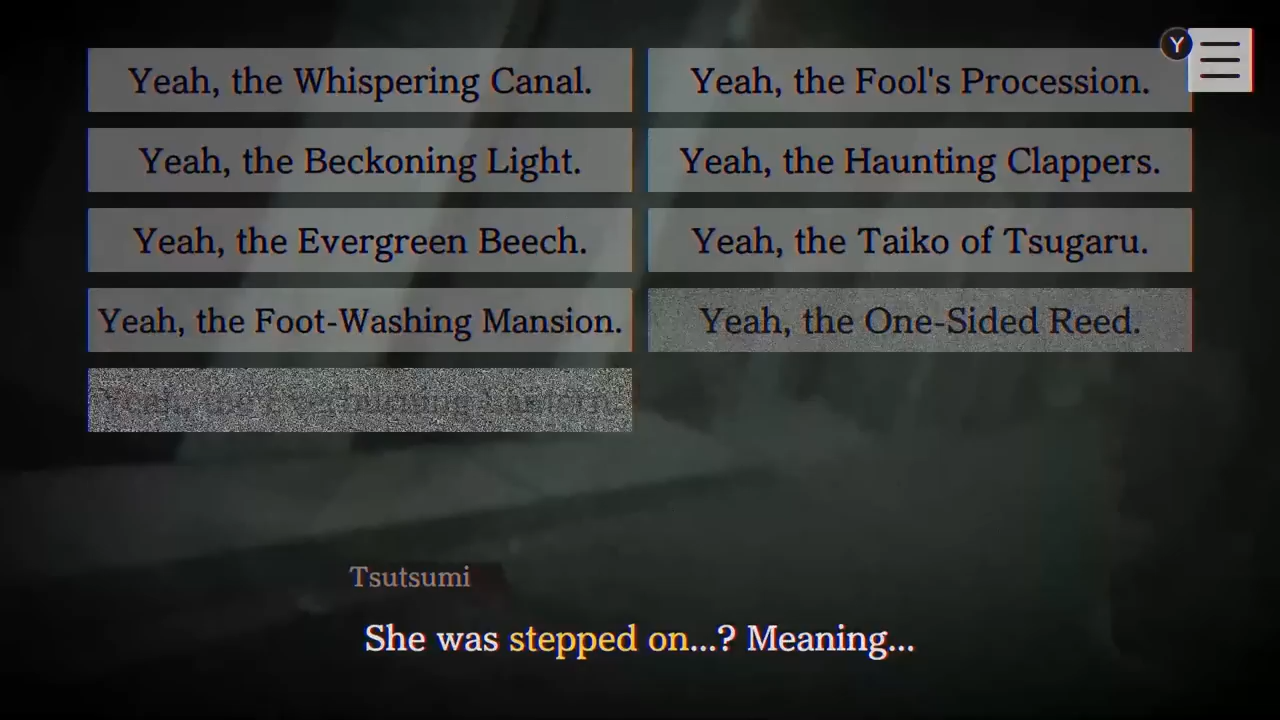 Yeah, the Whispering Canal.
Yeah, the Fool's Procession.
Y
Yeah, the Beckoning Light.
Yeah, the Haunting Clappers.
Yeah, the Evergreen Beech.
Yeah, the Taiko of Tsugaru.
Yeah, the Foot-Washing Mansion.
Yeah, the One-Sided Reed.
Yeah, the
Tsutsumi
She was stepped on...? Meaning...